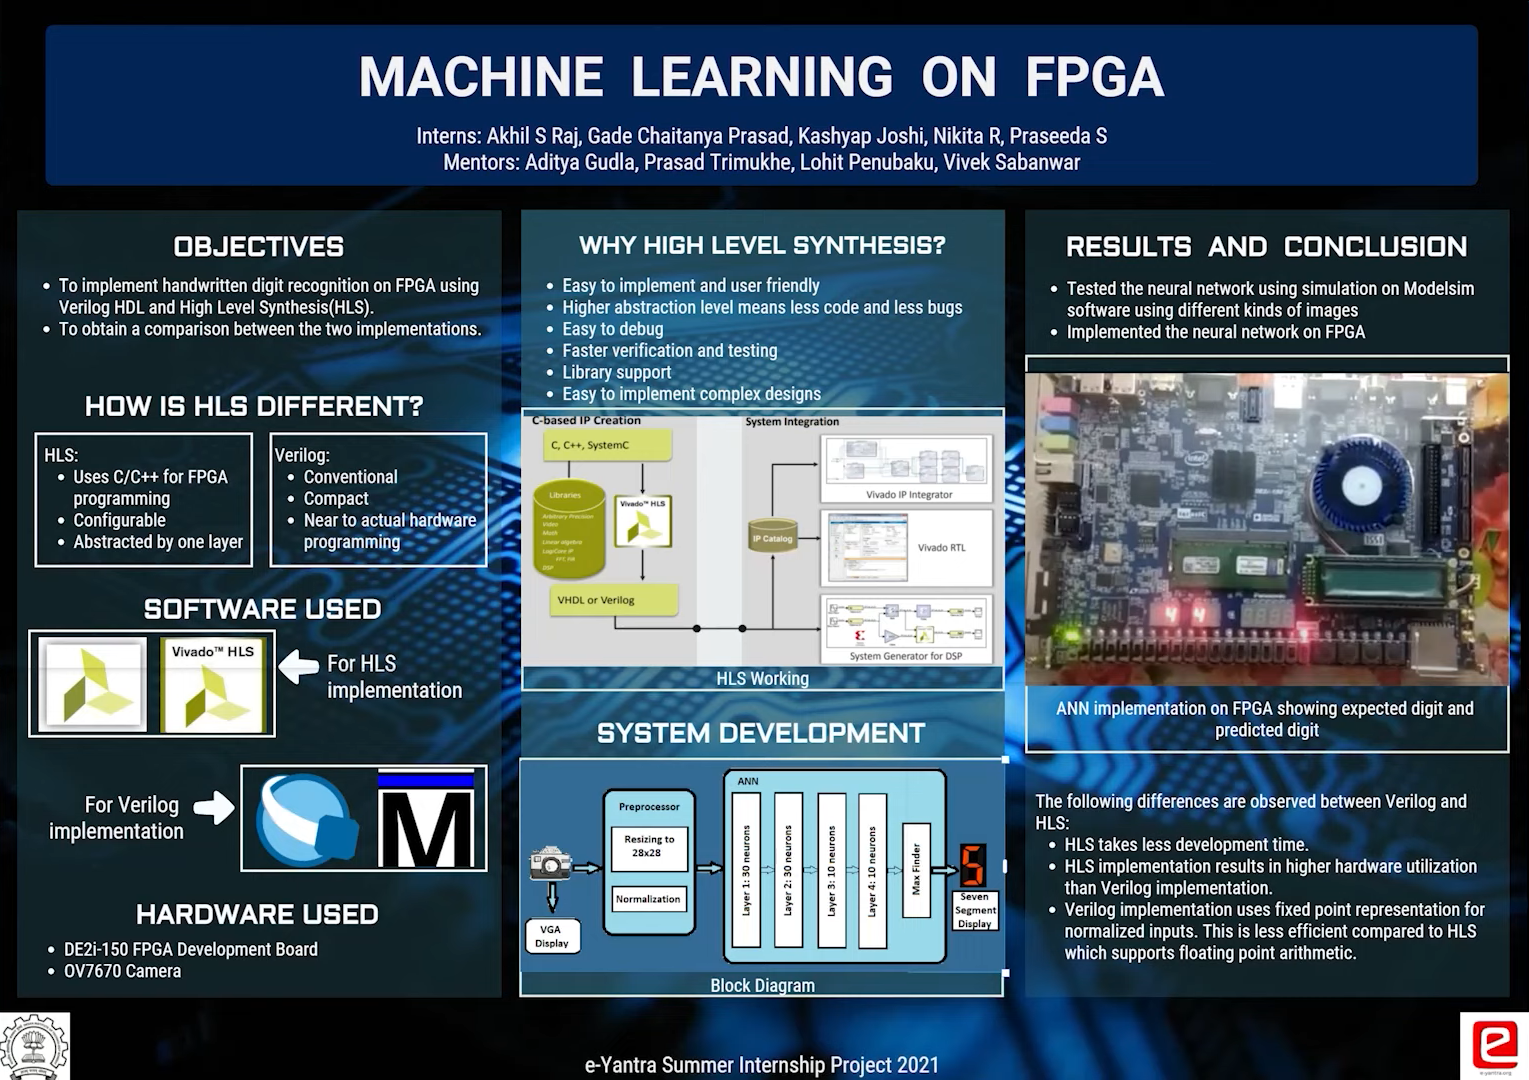 MACHINE LEARNING ON FPGA
Interns: Akhil S Raj, Gade Chaitanya Prasad, Kashyap Joshi, Nikita R, Praseeda S
Mentors: Aditya Gudla, Prasad Trimukhe, Lohit Penubaku, Vivek Sabanwar
OBJECTIVES
• To implement handwritten digit recognition on FPGA using
Verilog HDL and High Level Synthesis(HLS).
• To obtain a comparison between the two implementations.
HOW IS HLS DIFFERENT?
HLS:
• Uses C/C++ for FPGA
programming
• Configurable
• Abstracted by one layer
Verilog:
• Conventional
• Compact
• Near to actual hardware
programming
SOFTWARE USED
Vivado™ HLS
For HLS
implementation
For Verilog
implementation
M
HARDWARE USED
• DE2i-150 FPGA Development Board
• OV7670 Camera
WHY HIGH LEVEL SYNTHESIS?
• Easy to implement and user friendly
• Higher abstraction level means less code and less bugs
• Easy to debug
• Faster verification and testing
• Library support
• Easy to implement complex designs
C-based IP Creation
C, C++, SystemC
Libraries
Arbitrary Precision
Video
Math
Linear algebra
LogiCore IP
FFT, FIR
DSP
Vivado™ HLS
VHDL or Verilog
System Integration
IP Catalog
Vivado IP Integrator
Vivado RTL
System Generator for DSP
HLS Working
SYSTEM DEVELOPMENT
VGA
Display
Preprocessor
Resizing to
28x28
Normalization
ANN
Layer 1: 30 neurons
Layer 2: 30 neurons
Layer 3: 10 neurons
Layer 4: 10 neurons
Max Finder
5
Seven
Segment
Display
Block Diagram
RESULTS AND CONCLUSION
• Tested the neural network using simulation on Modelsim
software using different kinds of images
• Implemented the neural network on FPGA
intel
ISSI
4 4
ANN implementation on FPGA showing expected digit and
predicted digit
The following differences are observed between Verilog and
HLS:
• HLS takes less development time.
• HLS implementation results in higher hardware utilization
than Verilog implementation.
• Verilog implementation uses fixed point representation for
normalized inputs. This is less efficient compared to HLS
which supports floating point arithmetic.
e-Yantra Summer Internship Project 2021
e
e-yantra.org